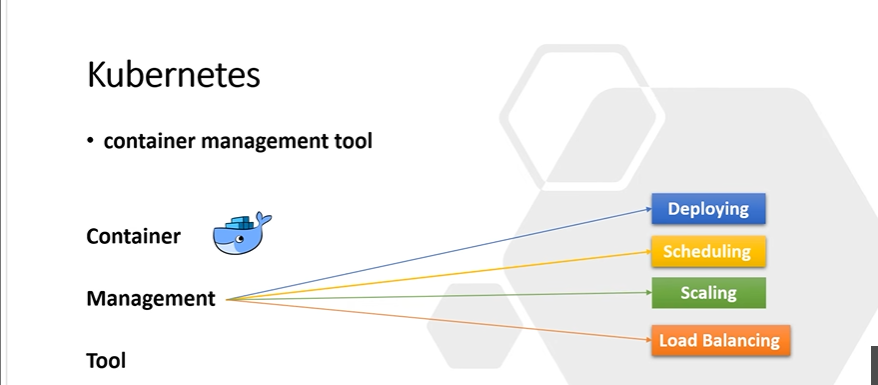 Kubernetes
• container management tool
Container
Management
Tool
Deploying
Scheduling
Scaling
Load Balancing